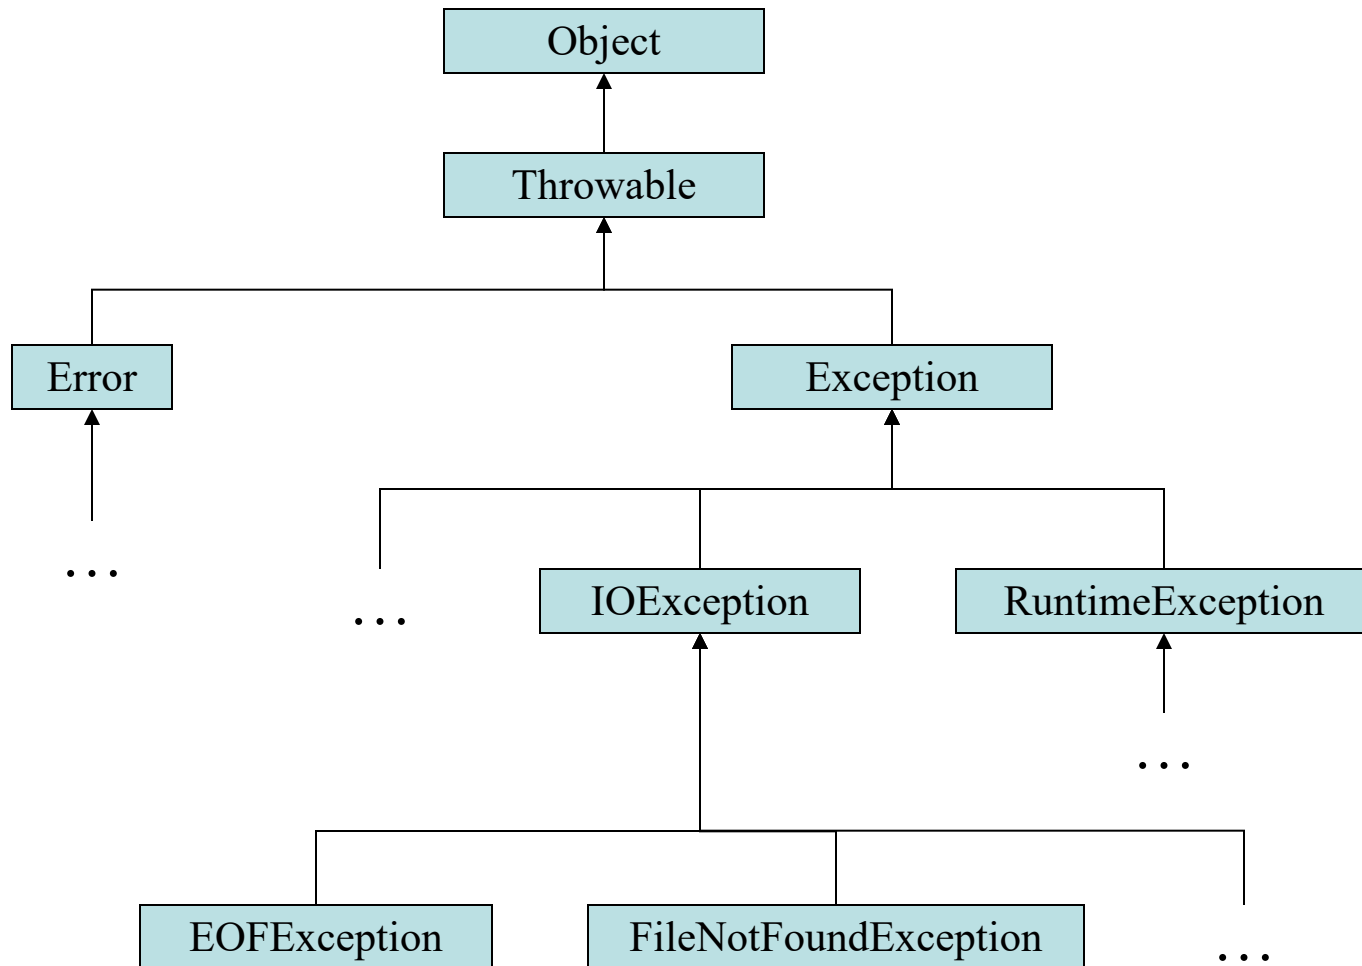 Object
Throwable
Error
Exception
...
...
IOException
RuntimeException
...
EOFException
FileNotFoundException
...